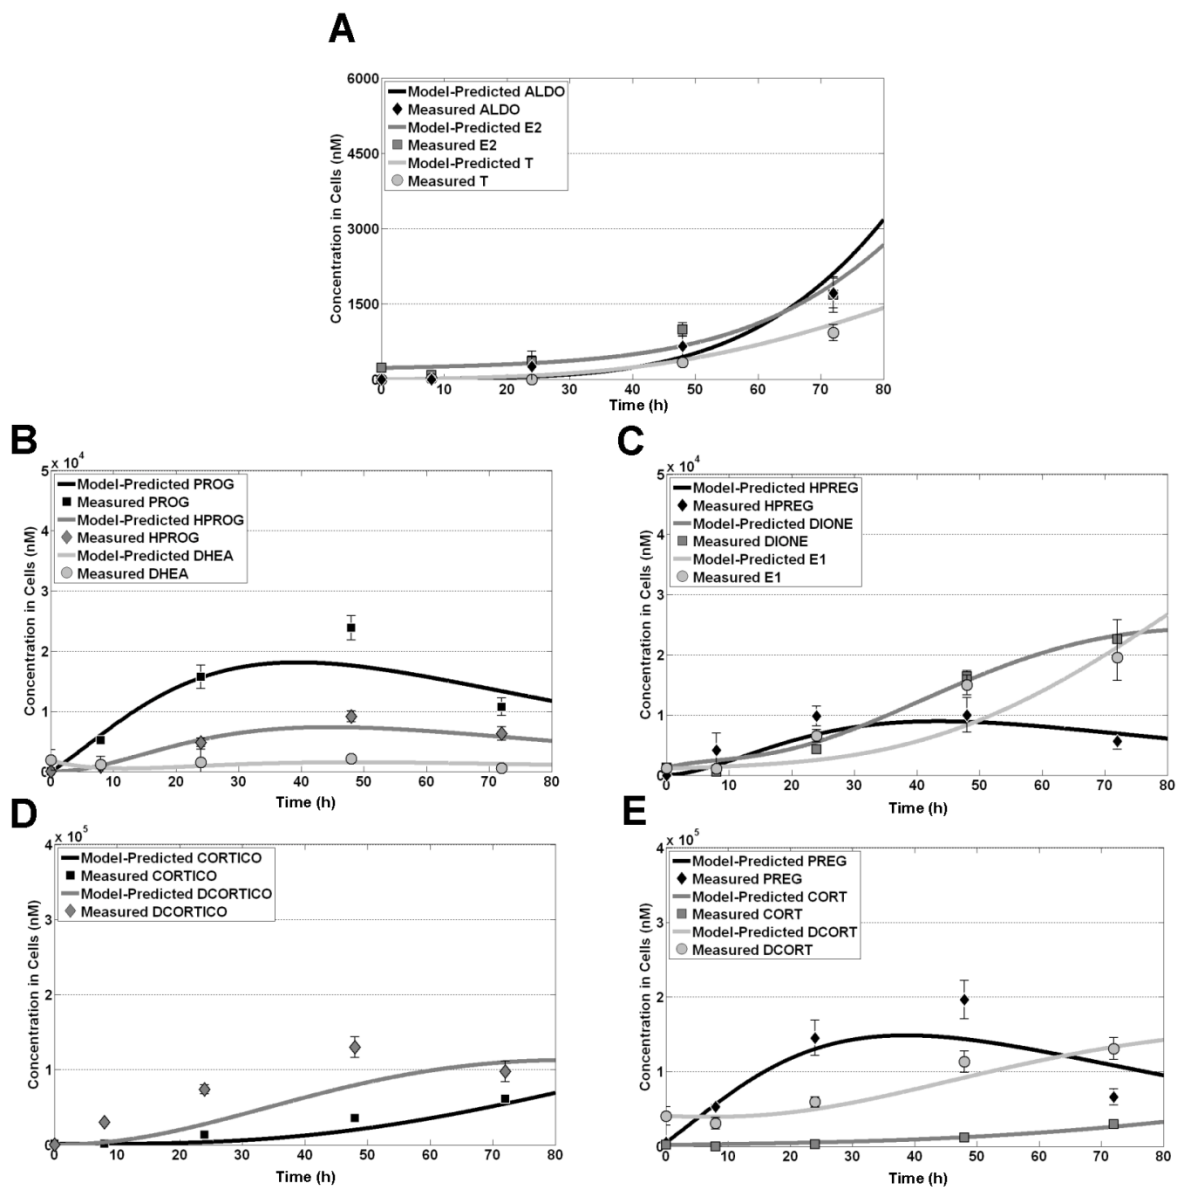 A
6000
4500
3000
1500
0
Concentration in Cells (nM)
Model-Predicted ALDO
Measured ALDO
Model-Predicted E2
Measured E2
Model-Predicted T
Measured T
0 10 20 30 40 50 60 70 80
Time (h)
B
x 10^4
5
4
3
2
1
0
Concentration in Cells (nM)
Model-Predicted PROG
Measured PROG
Model-Predicted HPROG
Measured HPROG
Model-Predicted DHEA
Measured DHEA
0 10 20 30 40 50 60 70 80
Time (h)
C
x 10^4
5
4
3
2
1
0
Concentration in Cells (nM)
Model-Predicted HPREG
Measured HPREG
Model-Predicted DIONE
Measured DIONE
Model-Predicted E1
Measured E1
0 10 20 30 40 50 60 70 80
Time (h)
D
x 10^5
4
3
2
1
0
Concentration in Cells (nM)
Model-Predicted CORTICO
Measured CORTICO
Model-Predicted DCORTICO
Measured DCORTICO
0 10 20 30 40 50 60 70 80
Time (h)
E
x 10^5
4
3
2
1
0
Concentration in Cells (nM)
Model-Predicted PREG
Measured PREG
Model-Predicted CORT
Measured CORT
Model-Predicted DCORT
Measured DCORT
0 10 20 30 40 50 60 70 80
Time (h)